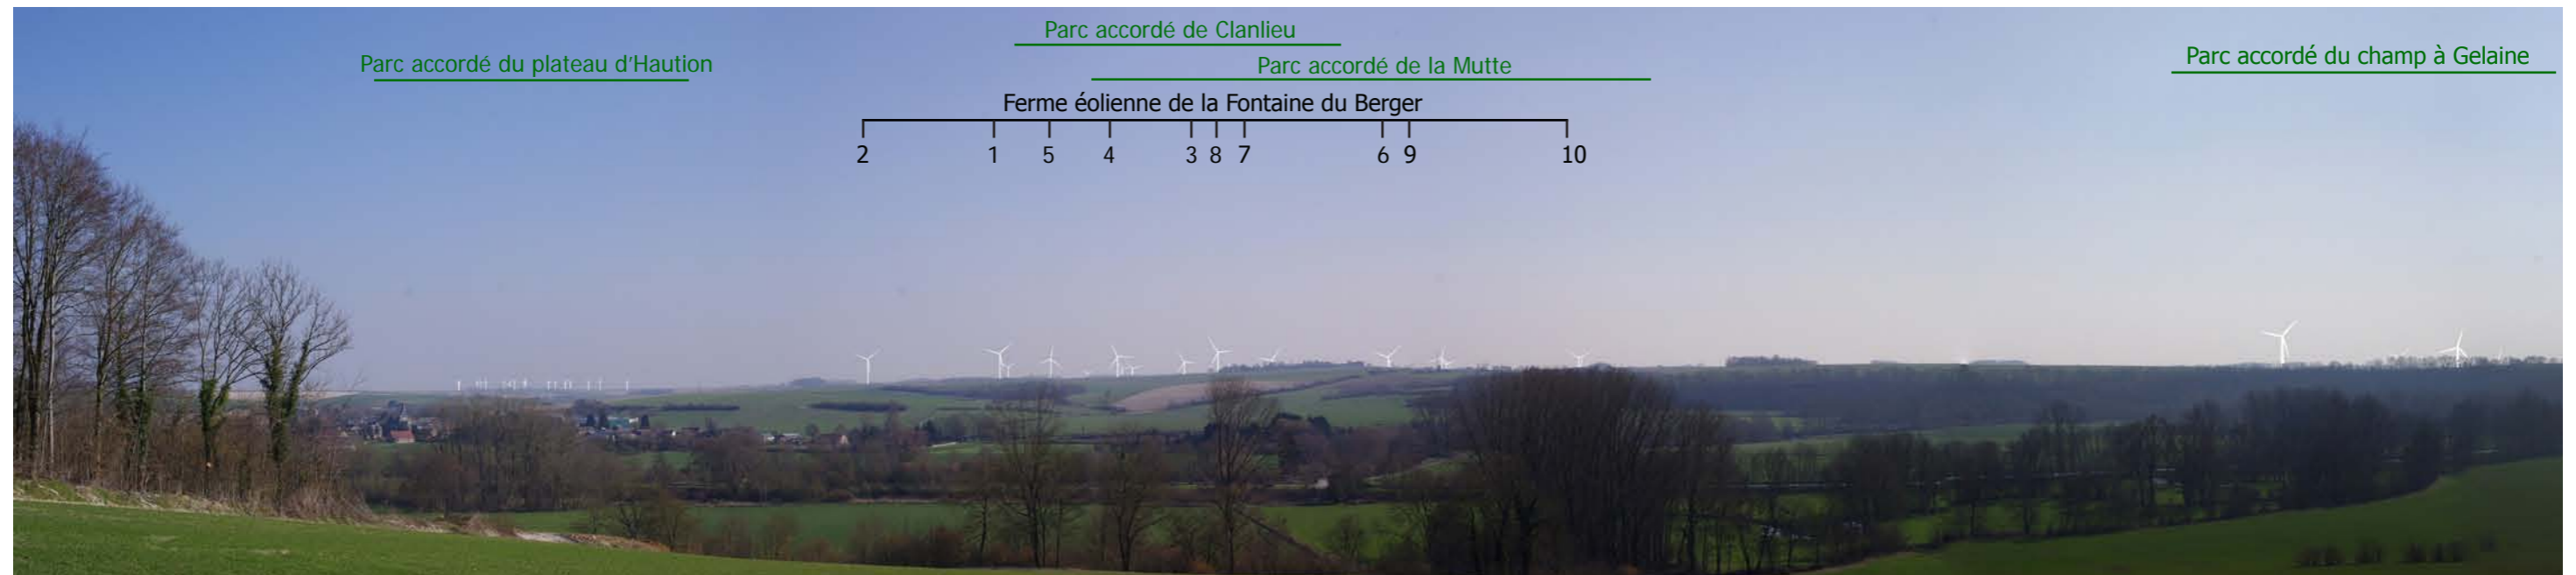 Parc accordé de Clanlieu
Parc accordé du plateau d'Haution
Parc accordé de la Mutte
Parc accordé du champ à Gelaine
Ferme éolienne de la Fontaine du Berger
2 1 5 4 3 8 7 6 9 10